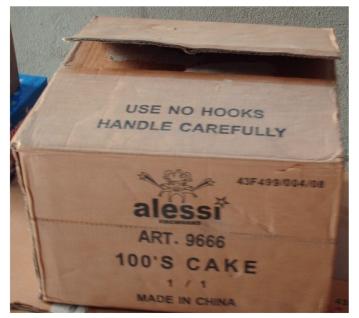 USE NO HOOKS
HANDLE CAREFULLY
43F499/004/08
alessi
ART. 9666
100'S CAKE
1 / 1
MADE IN CHINA